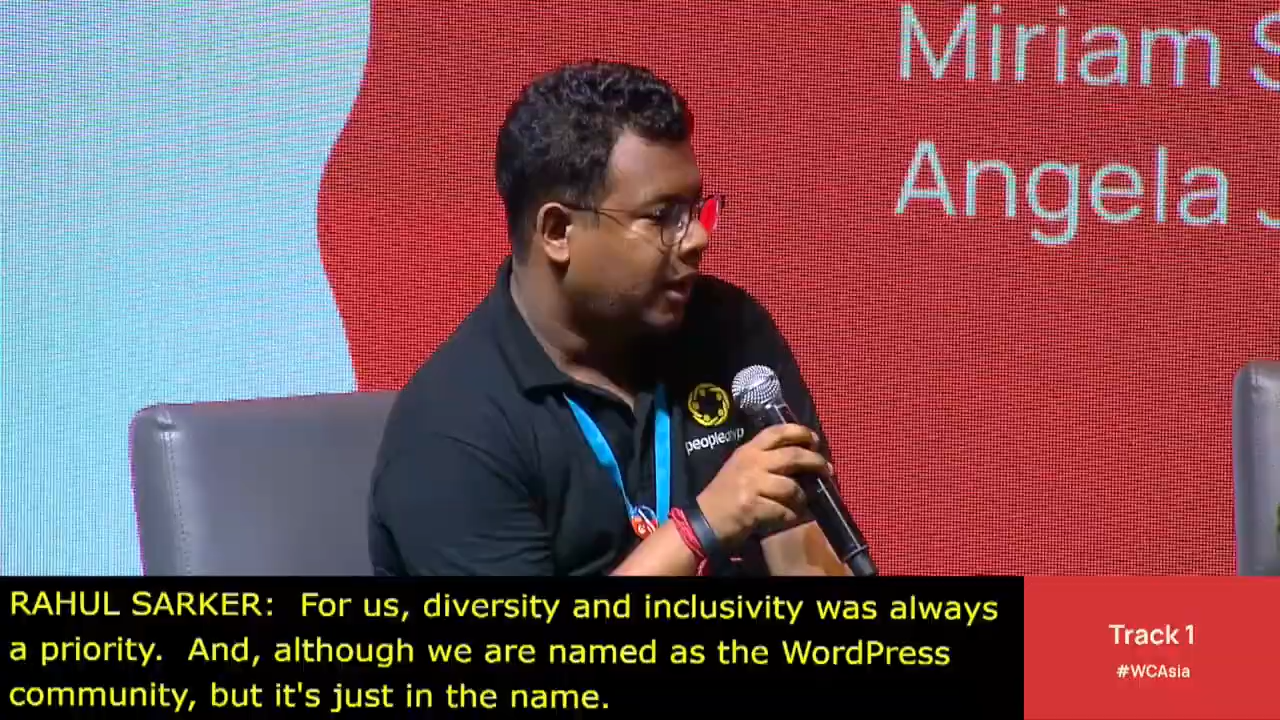 Miriam
Angela
peopleofwp
RAHUL SARKER:  For us, diversity and inclusivity was always
a priority.  And, although we are named as the WordPress
community, but it's just in the name.
Track 1
#WCAsia